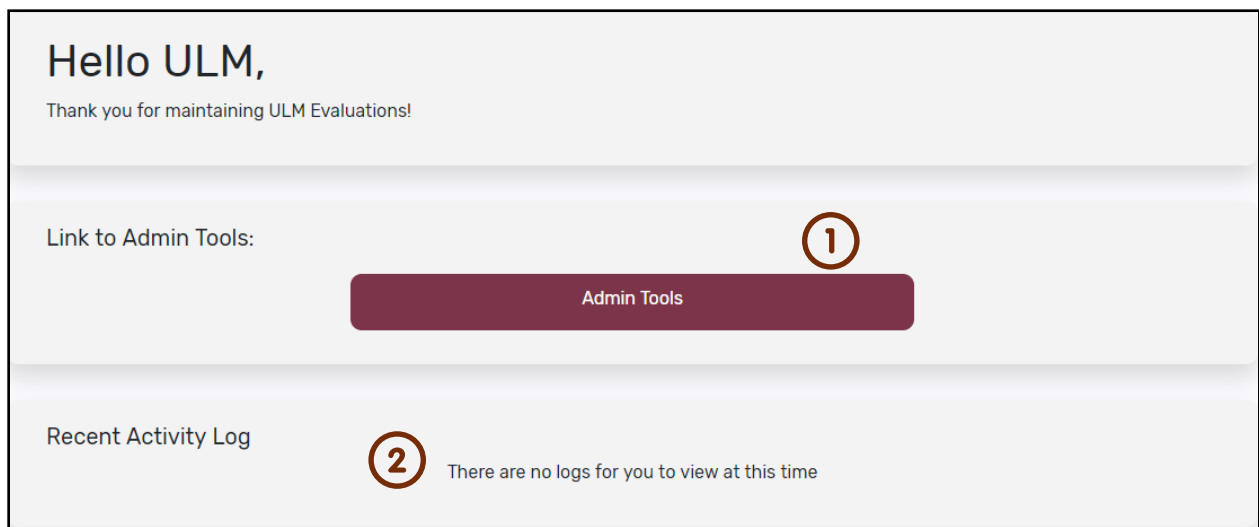 Hello ULM,
Thank you for maintaining ULM Evaluations!
Link to Admin Tools:
1
Admin Tools
Recent Activity Log
2
There are no logs for you to view at this time